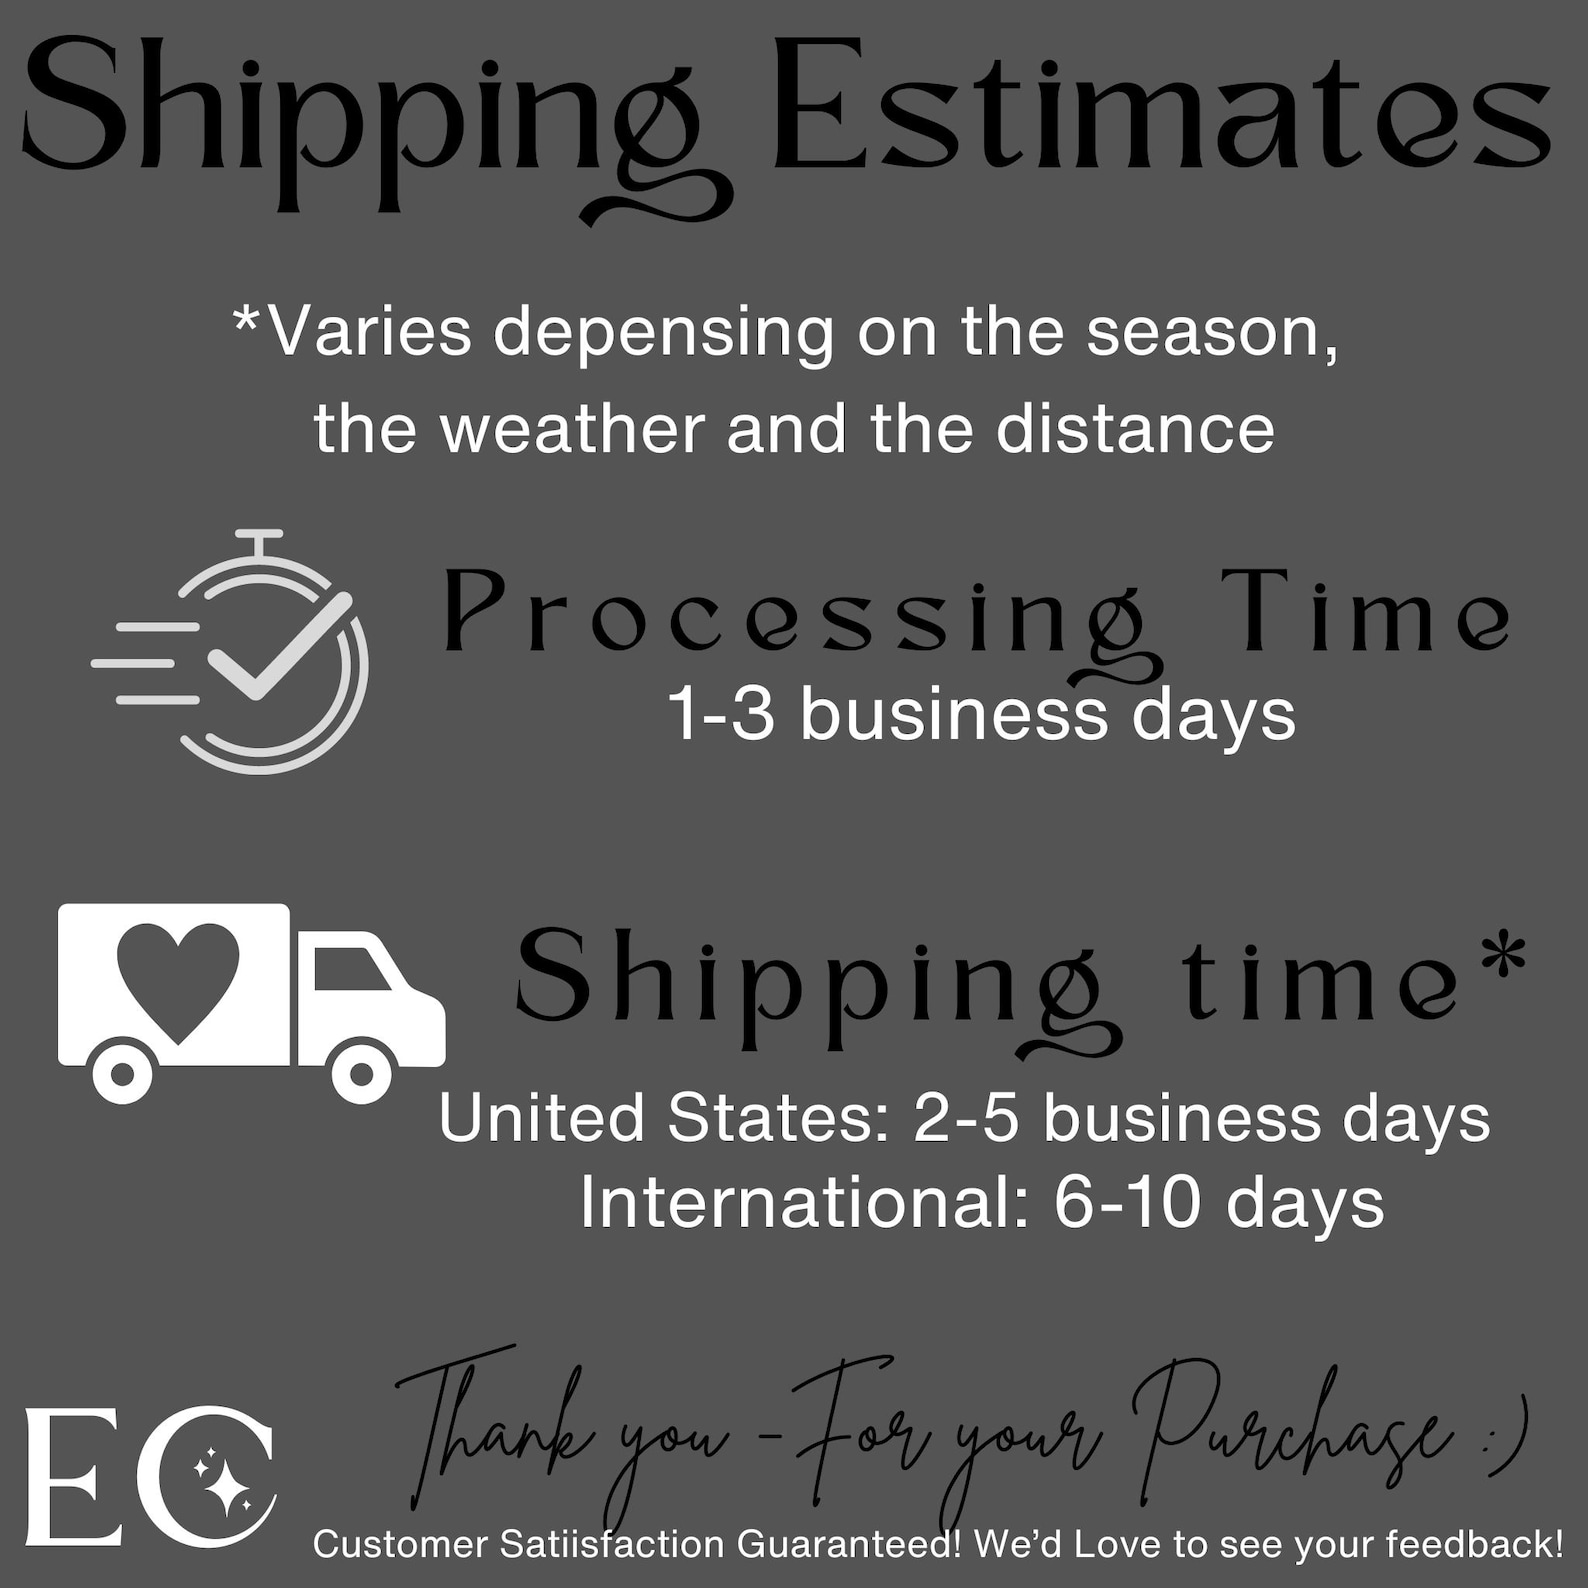 Shipping Estimates
*Varies depensing on the season,
the weather and the distance
Processing Time
1-3 business days
Shipping time*
United States: 2-5 business days
International: 6-10 days
EC
Thank you - For your Purchase :)
Customer Satiisfaction Guaranteed! We’d Love to see your feedback!